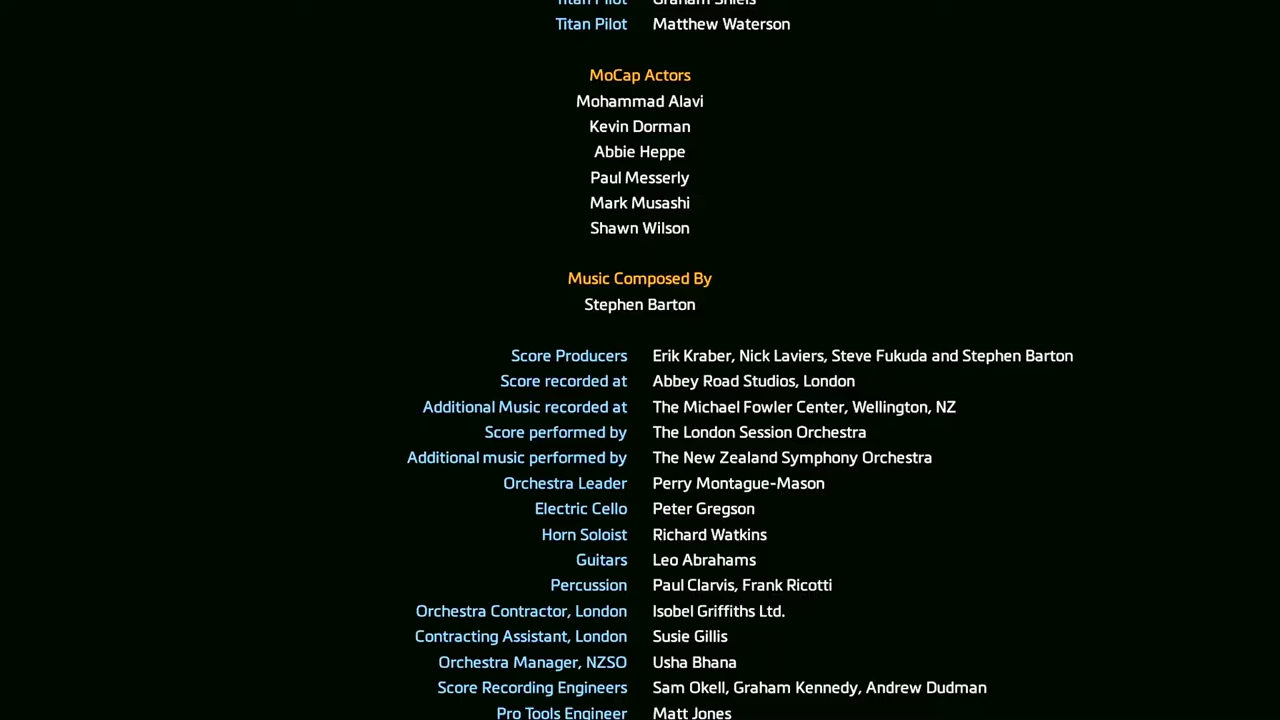 Titan Pilot Graham Shiels
Titan Pilot Matthew Waterson
MoCap Actors
Mohammad Alavi
Kevin Dorman
Abbie Heppe
Paul Messerly
Mark Musashi
Shawn Wilson
Music Composed By
Stephen Barton
Score Producers Erik Kraber, Nick Laviers, Steve Fukuda and Stephen Barton
Score recorded at Abbey Road Studios, London
Additional Music recorded at The Michael Fowler Center, Wellington, NZ
Score performed by The London Session Orchestra
Additional music performed by The New Zealand Symphony Orchestra
Orchestra Leader Perry Montague-Mason
Electric Cello Peter Gregson
Horn Soloist Richard Watkins
Guitars Leo Abrahams
Percussion Paul Clarvis, Frank Ricotti
Orchestra Contractor, London Isobel Griffiths Ltd.
Contracting Assistant, London Susie Gillis
Orchestra Manager, NZSO Usha Bhana
Score Recording Engineers Sam Okell, Graham Kennedy, Andrew Dudman
Pro Tools Engineer Matt Jones